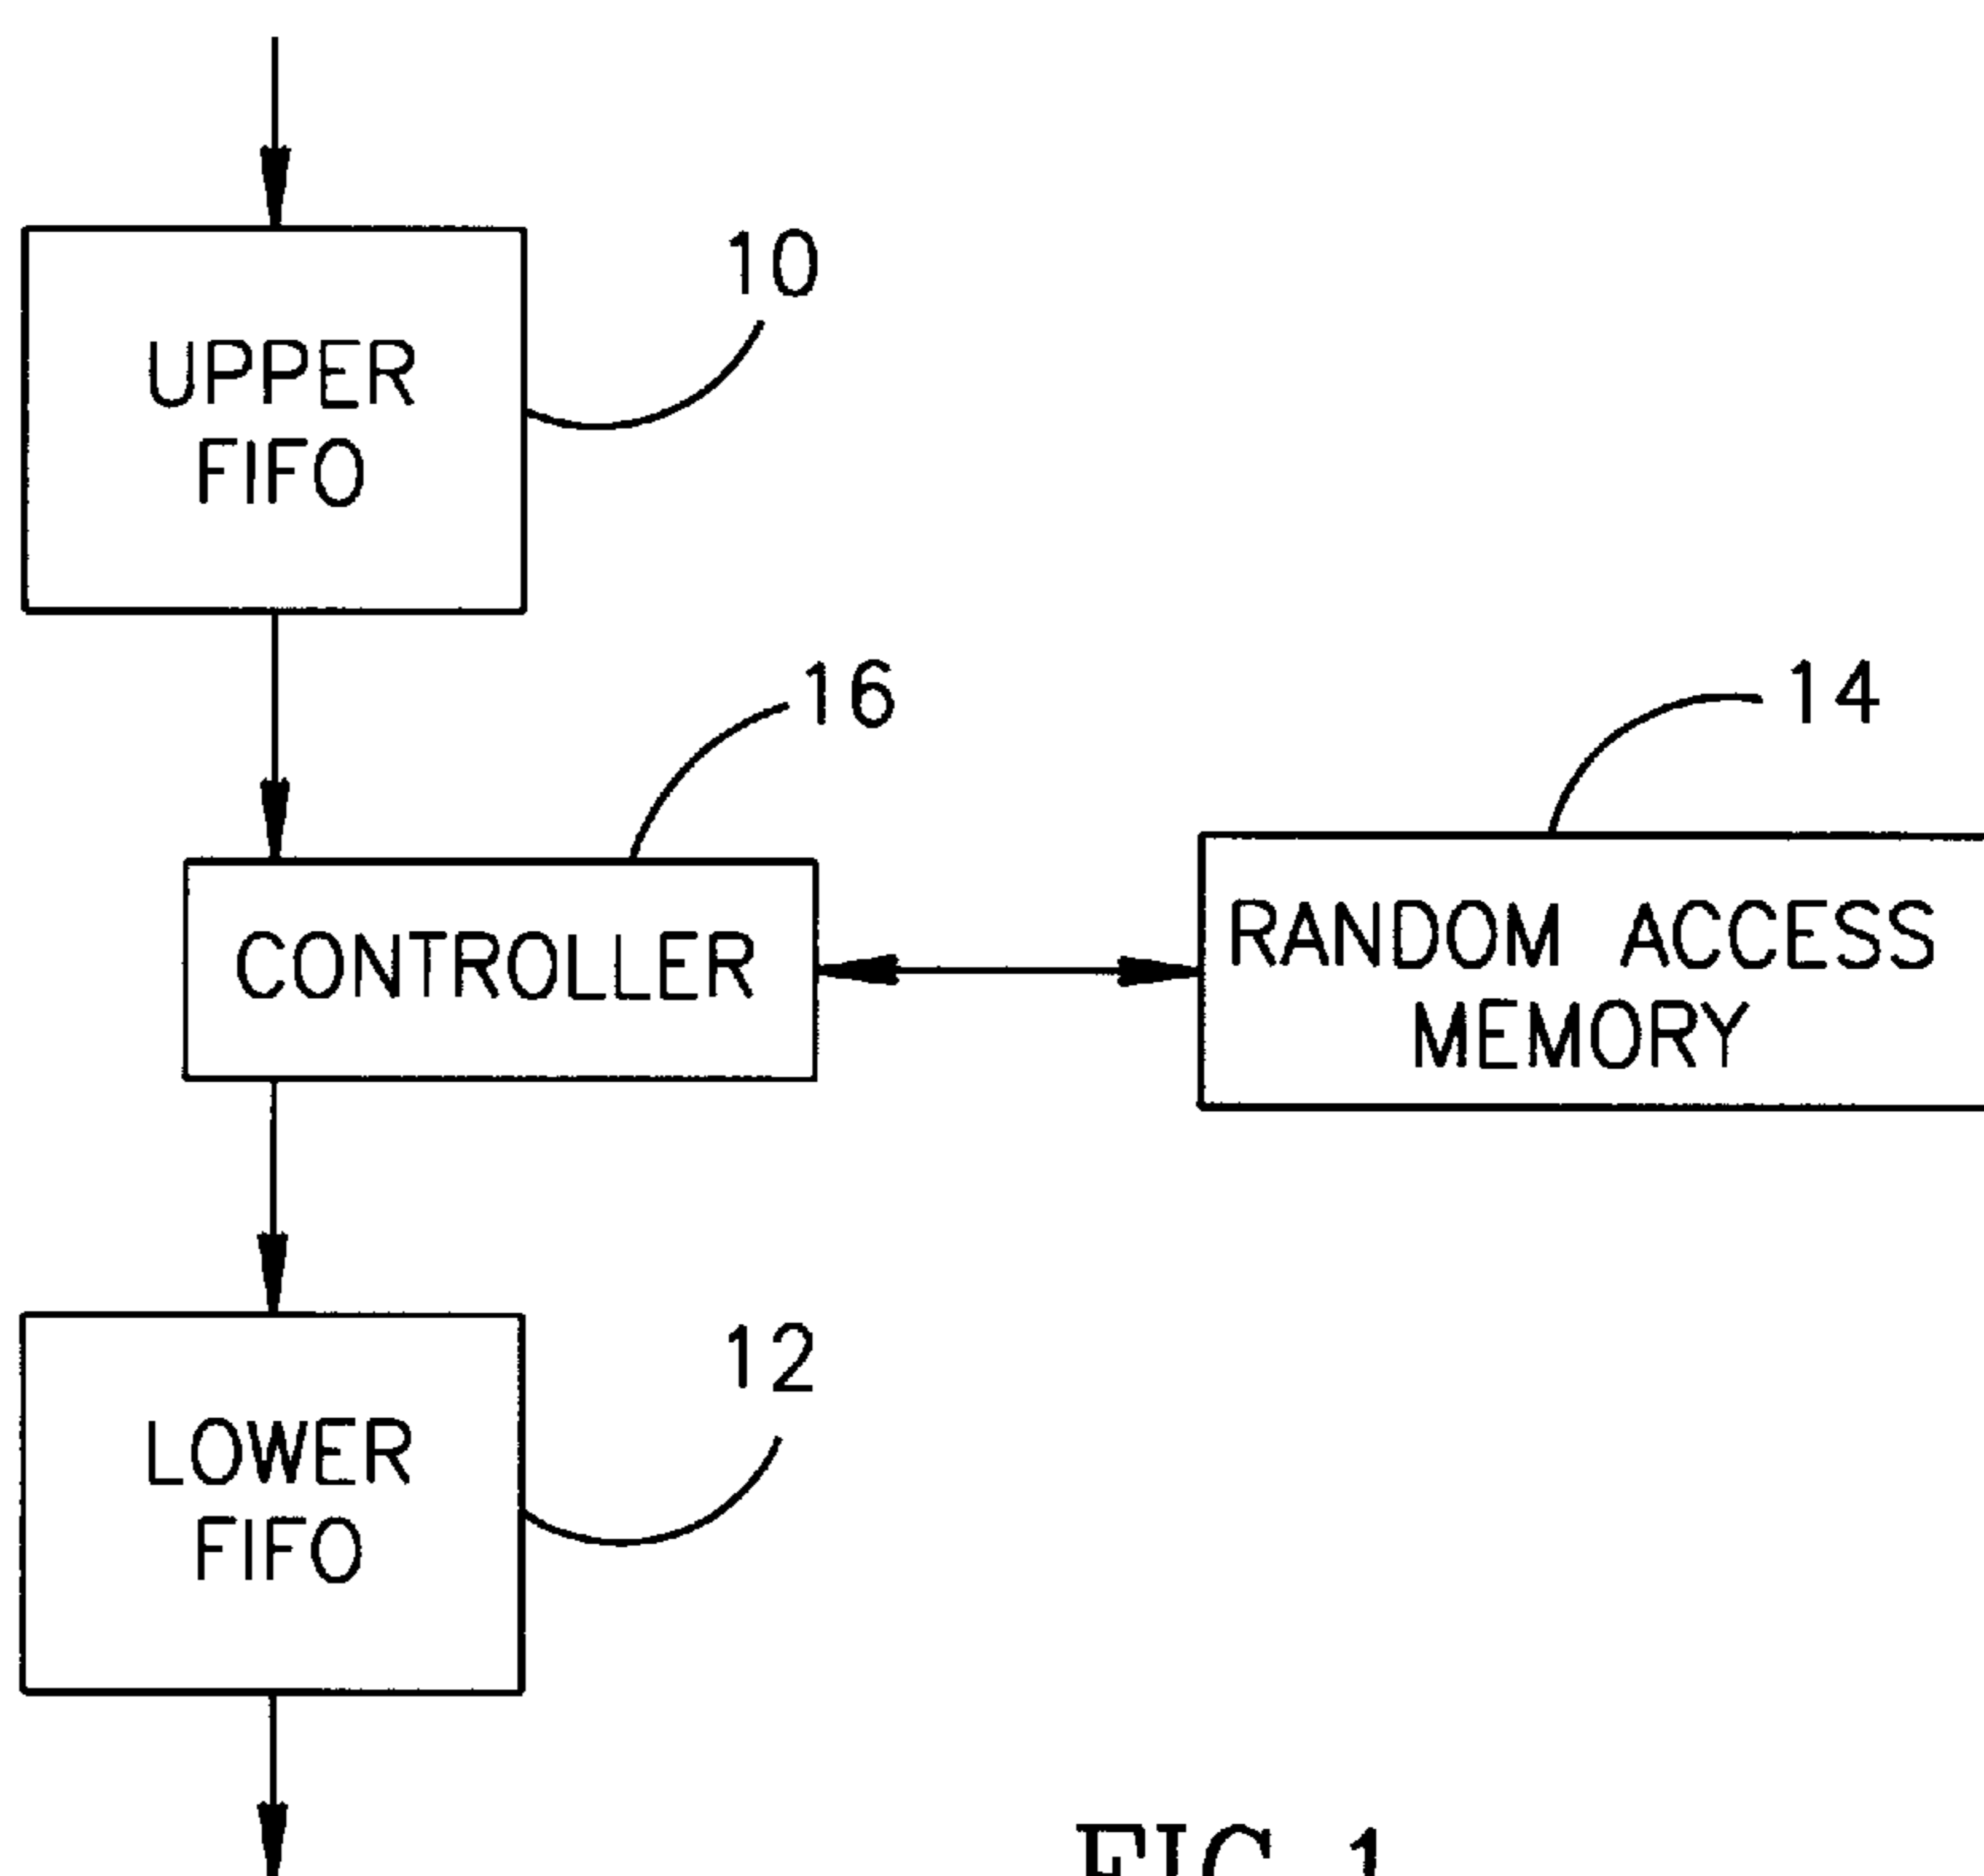 10
UPPER
FIFO
16
14
CONTROLLER
RANDOM ACCESS
MEMORY
12
LOWER
FIFO
FIG.1